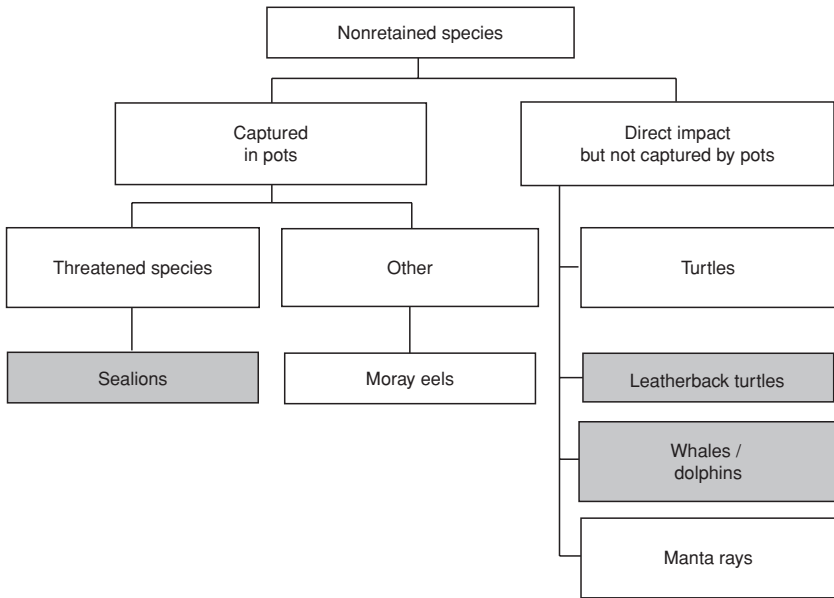 Nonretained species
Captured
in pots
Direct impact
but not captured by pots
Threatened species
Other
Turtles
Sealions
Moray eels
Leatherback turtles
Whales /
dolphins
Manta rays